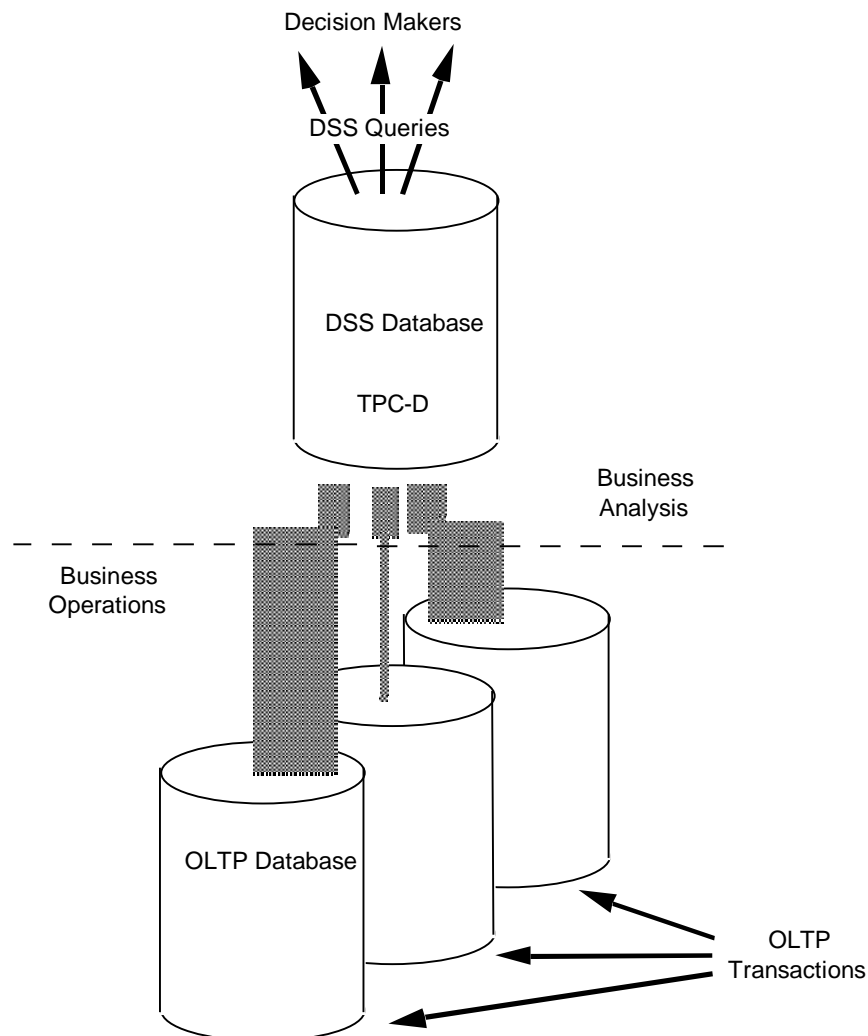 Decision Makers
DSS Queries
DSS Database
TPC-D
Business
Analysis
Business
Operations
OLTP Database
OLTP
Transactions